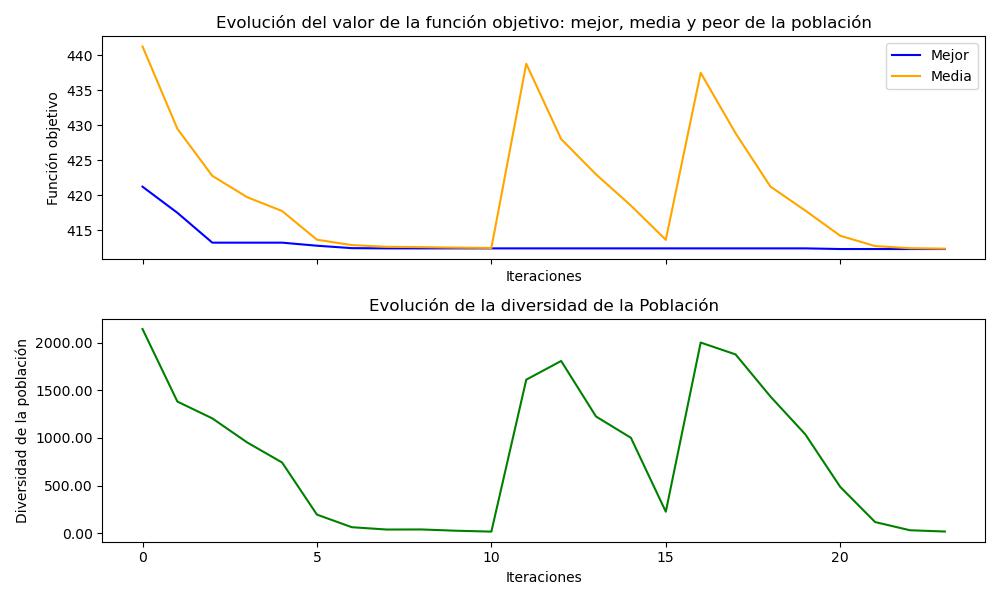 Evolución del valor de la función objetivo: mejor, media y peor de la población
Mejor
Media
Función objetivo
440
435
430
425
420
415
Iteraciones
Evolución de la diversidad de la Población
Diversidad de la población
2000.00
1500.00
1000.00
500.00
0.00
0 5 10 15 20
Iteraciones